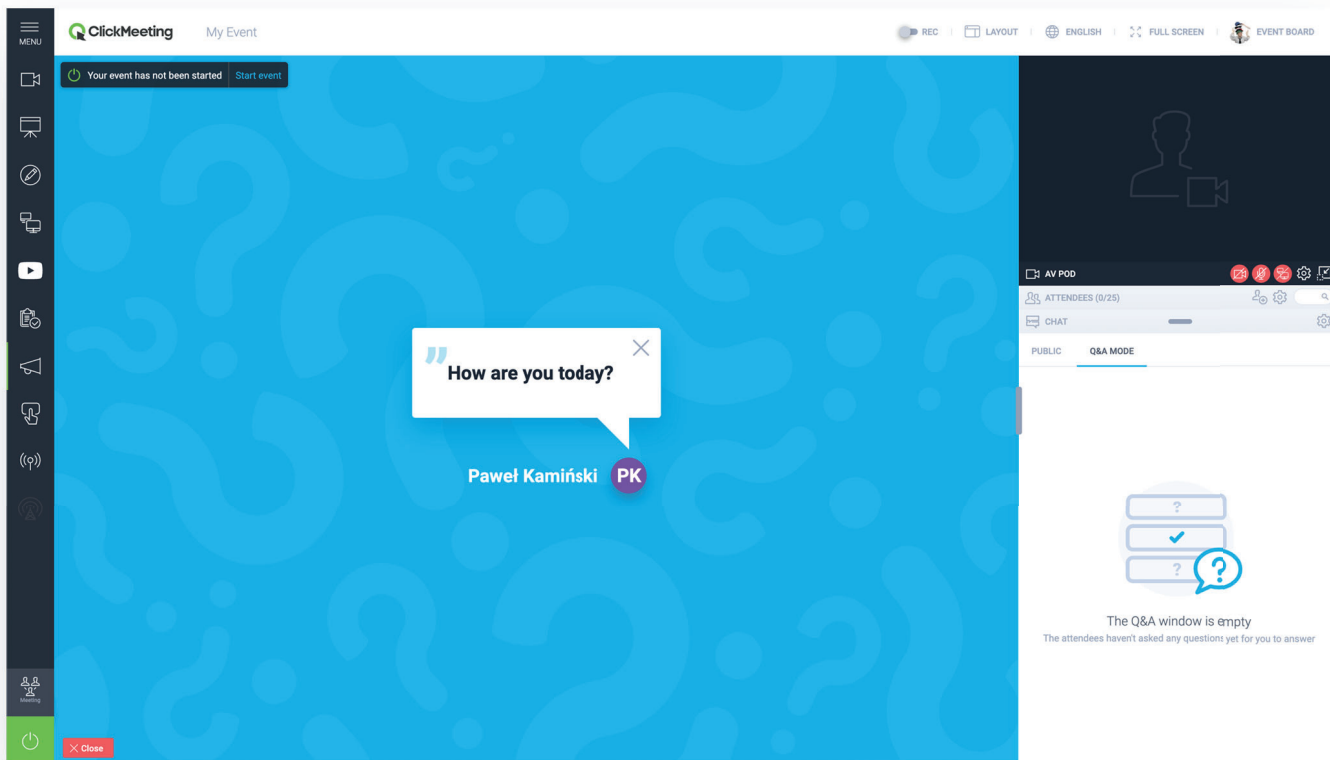 MENU
ClickMeeting
My Event
REC
LAYOUT
ENGLISH
FULL SCREEN
EVENT BOARD
Your event has not been started
Start event
How are you today?
Paweł Kamiński
PK
AV POD
ATTENDEES (0/25)
CHAT
PUBLIC
Q&A MODE
?
?
?
The Q&A window is empty
The attendees haven't asked any questions yet for you to answer
Meeting
Close